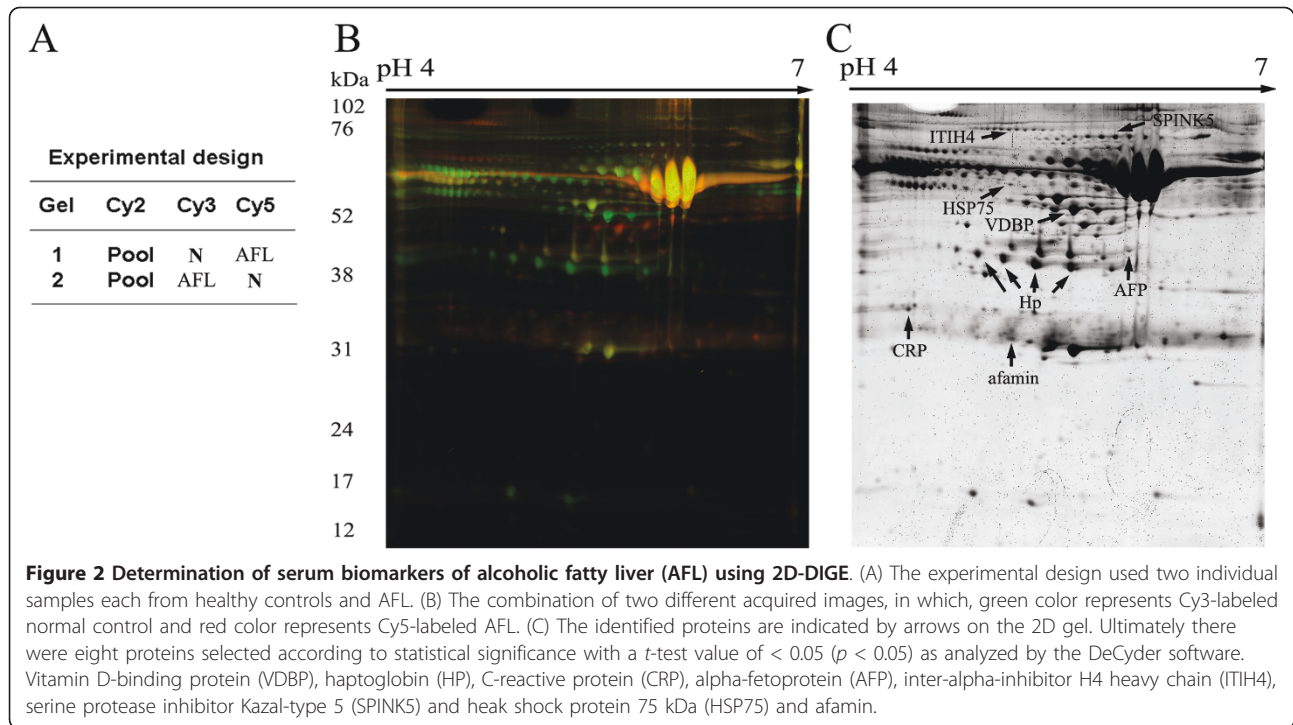 A
B
C
Experimental design
Gel Cy2 Cy3 Cy5
1 Pool N AFL
2 Pool AFL N
kDa
pH 4
7
102
76
52
38
31
24
17
12
pH 4
7
ITIH4
SPINK5
HSP75
VDBP
Hp
AFP
CRP
afamin
Figure 2 Determination of serum biomarkers of alcoholic fatty liver (AFL) using 2D-DIGE. (A) The experimental design used two individual
samples each from healthy controls and AFL. (B) The combination of two different acquired images, in which, green color represents Cy3-labeled
normal control and red color represents Cy5-labeled AFL. (C) The identified proteins are indicated by arrows on the 2D gel. Ultimately there
were eight proteins selected according to statistical significance with a t-test value of < 0.05 (p < 0.05) as analyzed by the DeCyder software.
Vitamin D-binding protein (VDBP), haptoglobin (HP), C-reactive protein (CRP), alpha-fetoprotein (AFP), inter-alpha-inhibitor H4 heavy chain (ITIH4),
serine protease inhibitor Kazal-type 5 (SPINK5) and heak shock protein 75 kDa (HSP75) and afamin.